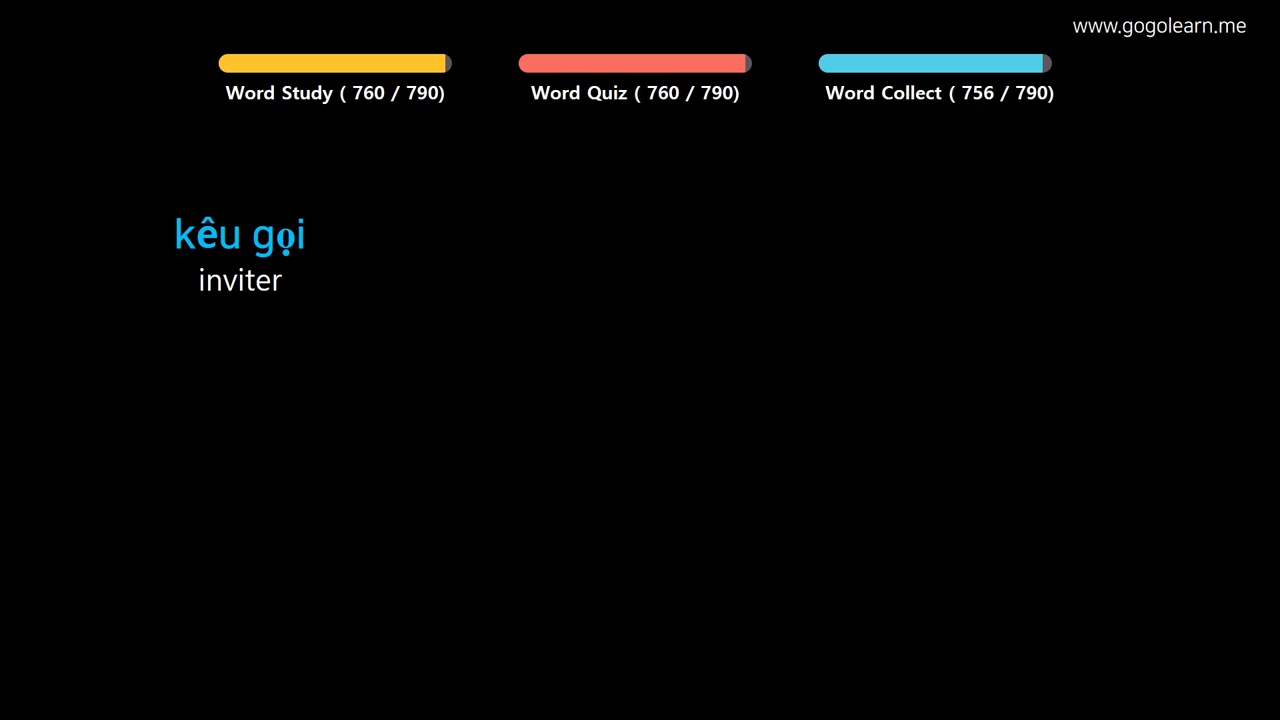 www.gogolearn.me
Word Study ( 760 / 790)
Word Quiz ( 760 / 790)
Word Collect ( 756 / 790)
kêu gọi
inviter